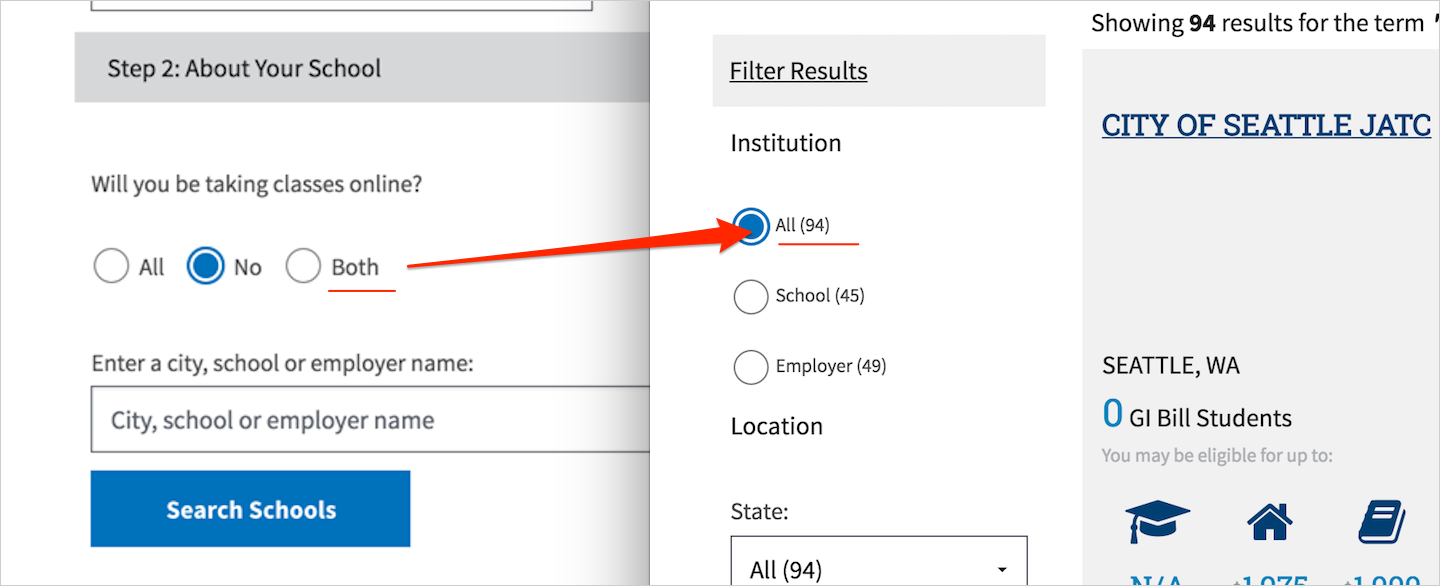 Step 2: About Your School
Will you be taking classes online?
All No Both
Enter a city, school or employer name:
City, school or employer name
Search Schools
Showing 94 results for the term "
Filter Results
Institution
All (94)
School (45)
Employer (49)
Location
State:
All (94)
CITY OF SEATTLE JATC
SEATTLE, WA
0 GI Bill Students
You may be eligible for up to:
N/A